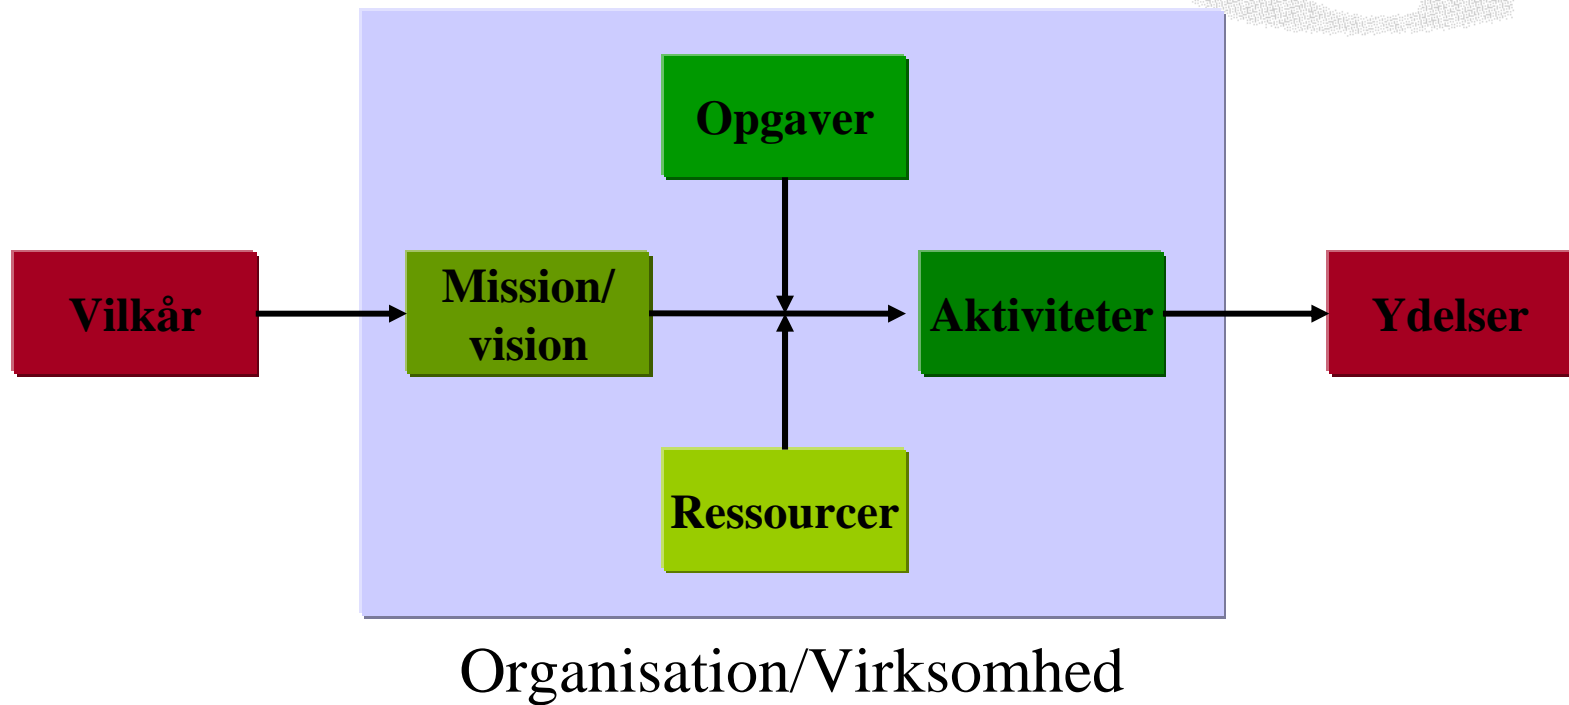 Opgaver
Vilkår
Mission/
vision
Aktiviteter
Ydelser
Ressourcer
Organisation/Virksomhed